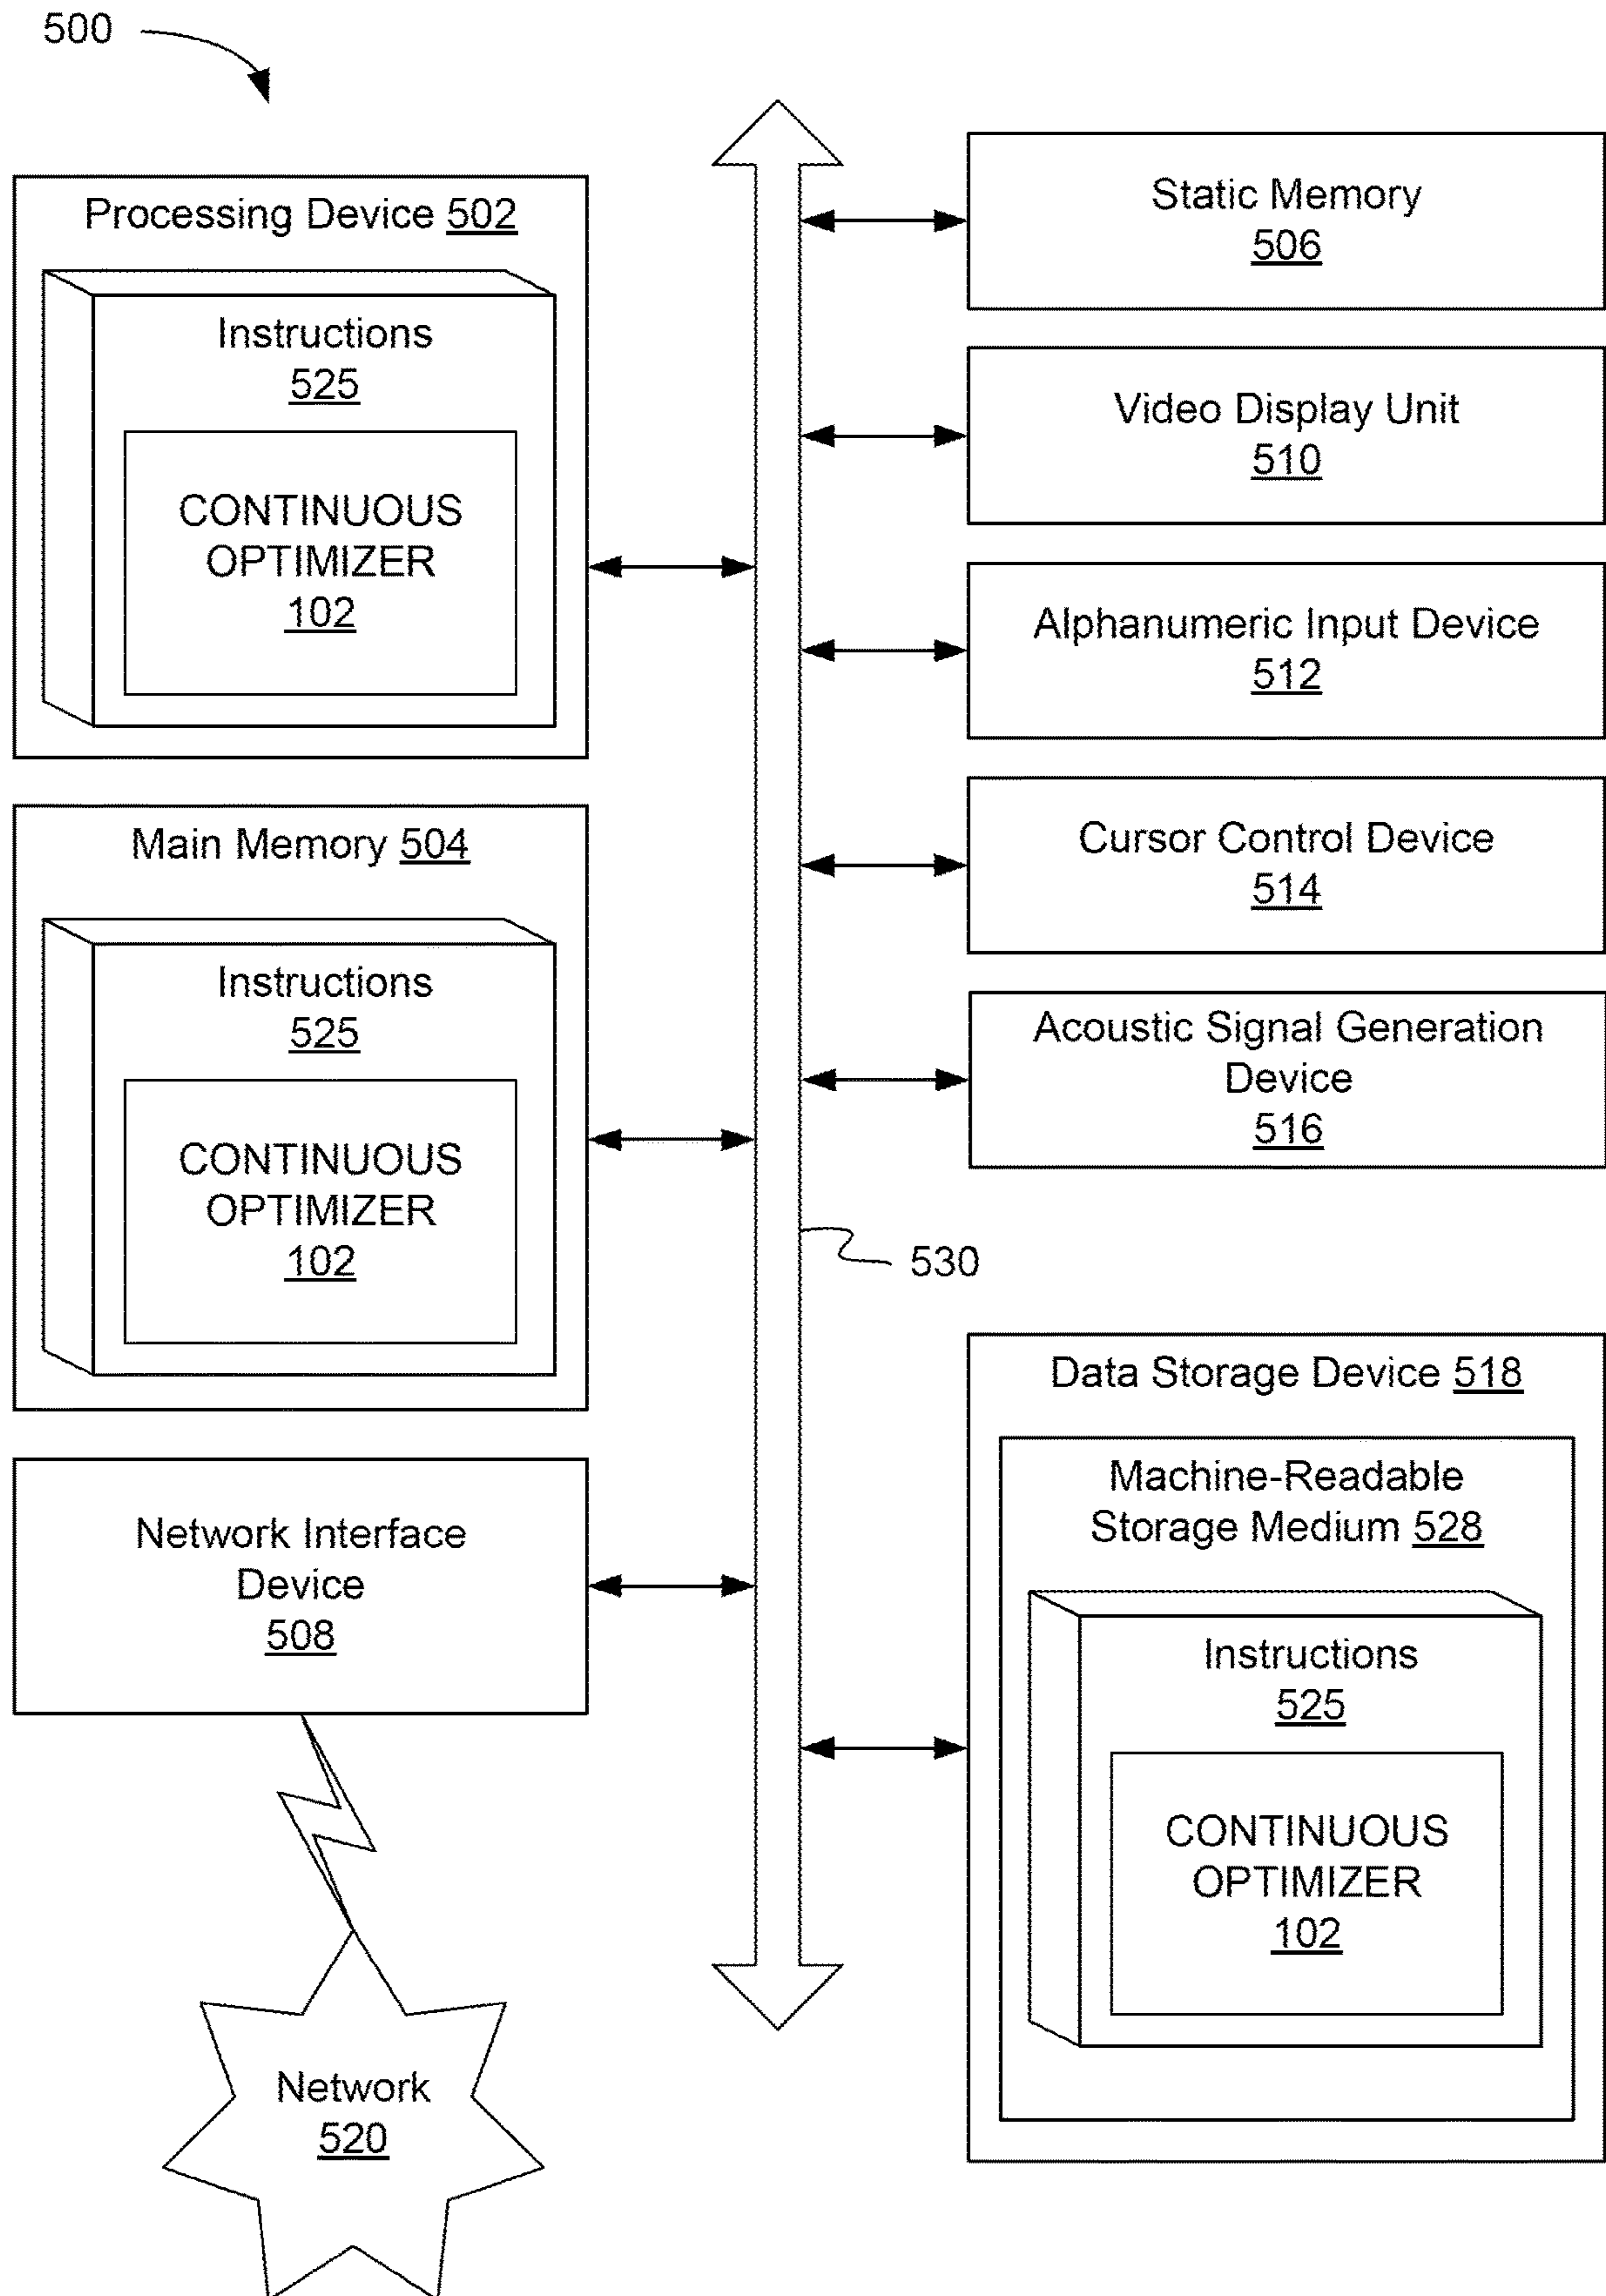 500
Processing Device 502
Instructions
525
CONTINUOUS
OPTIMIZER
102
Main Memory 504
Instructions
525
CONTINUOUS
OPTIMIZER
102
Network Interface
Device
508
Network
520
Static Memory
506
Video Display Unit
510
Alphanumeric Input Device
512
Cursor Control Device
514
Acoustic Signal Generation
Device
516
530
Data Storage Device 518
Machine-Readable
Storage Medium 528
Instructions
525
CONTINUOUS
OPTIMIZER
102